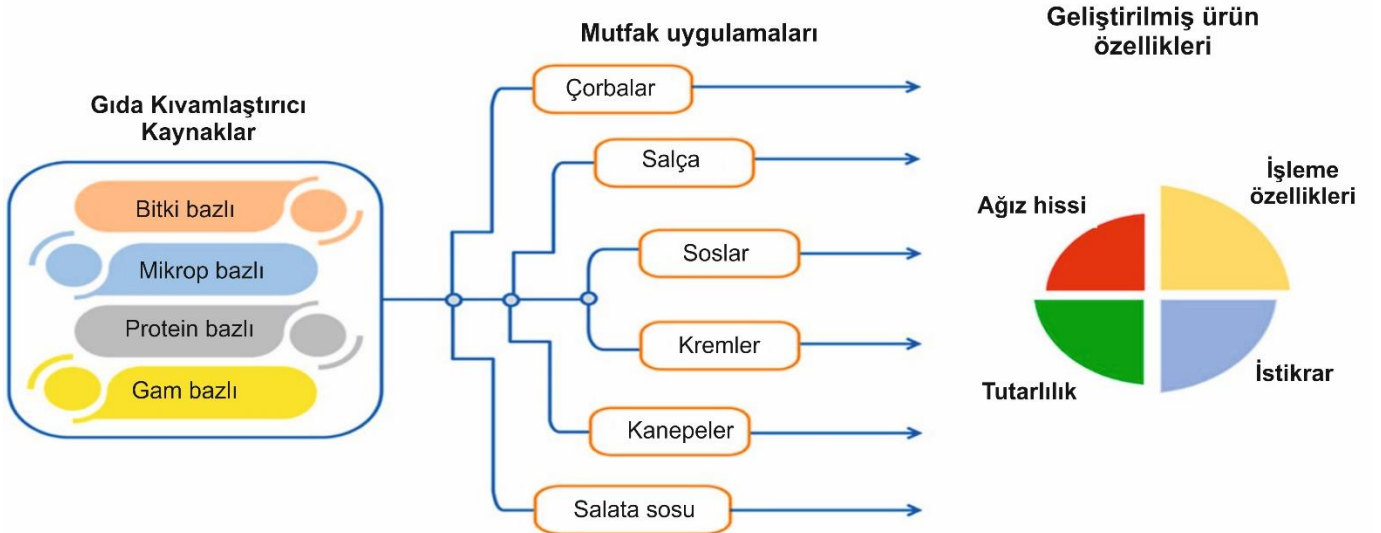 Gıda Kıvamlaştırıcı
Kaynaklar
Bitki bazlı
Mikrop bazlı
Protein bazlı
Gam bazlı
Mutfak uygulamaları
Çorbalar
Salça
Soslar
Kremler
Kanepeler
Salata sosu
Geliştirilmiş ürün
özellikleri
Ağız hissi
İşleme
özellikleri
Tutarlılık
İstikrar